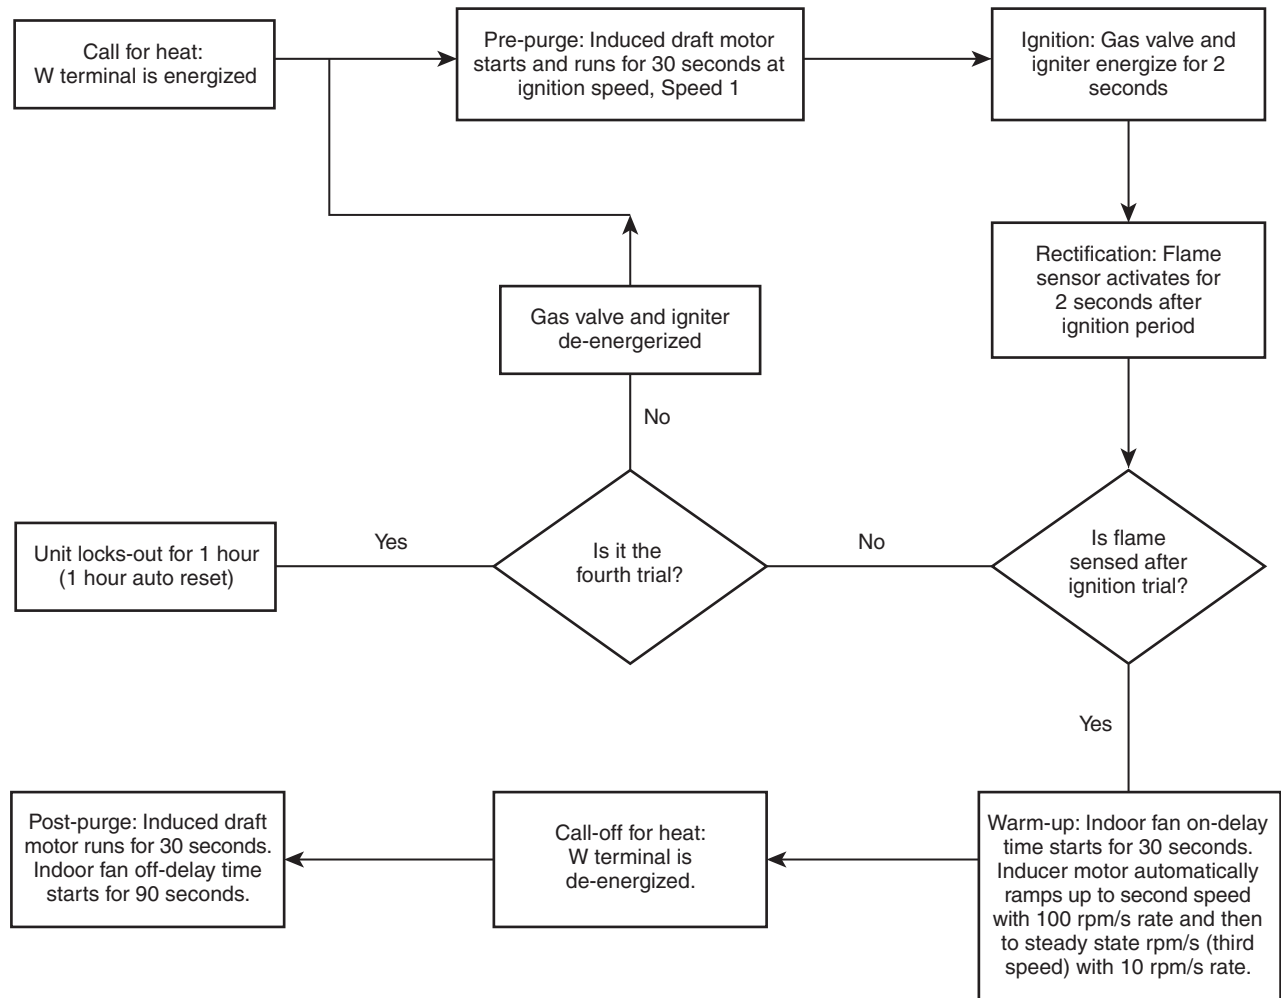 Call for heat:
W terminal is energized
Pre-purge: Induced draft motor
starts and runs for 30 seconds at
ignition speed, Speed 1
Ignition: Gas valve and
igniter energize for 2
seconds
Rectification: Flame
sensor activates for
2 seconds after
ignition period
Gas valve and igniter
de-energerized
No
Is flame
sensed after
ignition trial?
No
Is it the
fourth trial?
Yes
Unit locks-out for 1 hour
(1 hour auto reset)
Yes
Warm-up: Indoor fan on-delay
time starts for 30 seconds.
Inducer motor automatically
ramps up to second speed
with 100 rpm/s rate and then
to steady state rpm/s (third
speed) with 10 rpm/s rate.
Call-off for heat:
W terminal is
de-energized.
Post-purge: Induced draft
motor runs for 30 seconds.
Indoor fan off-delay time
starts for 90 seconds.